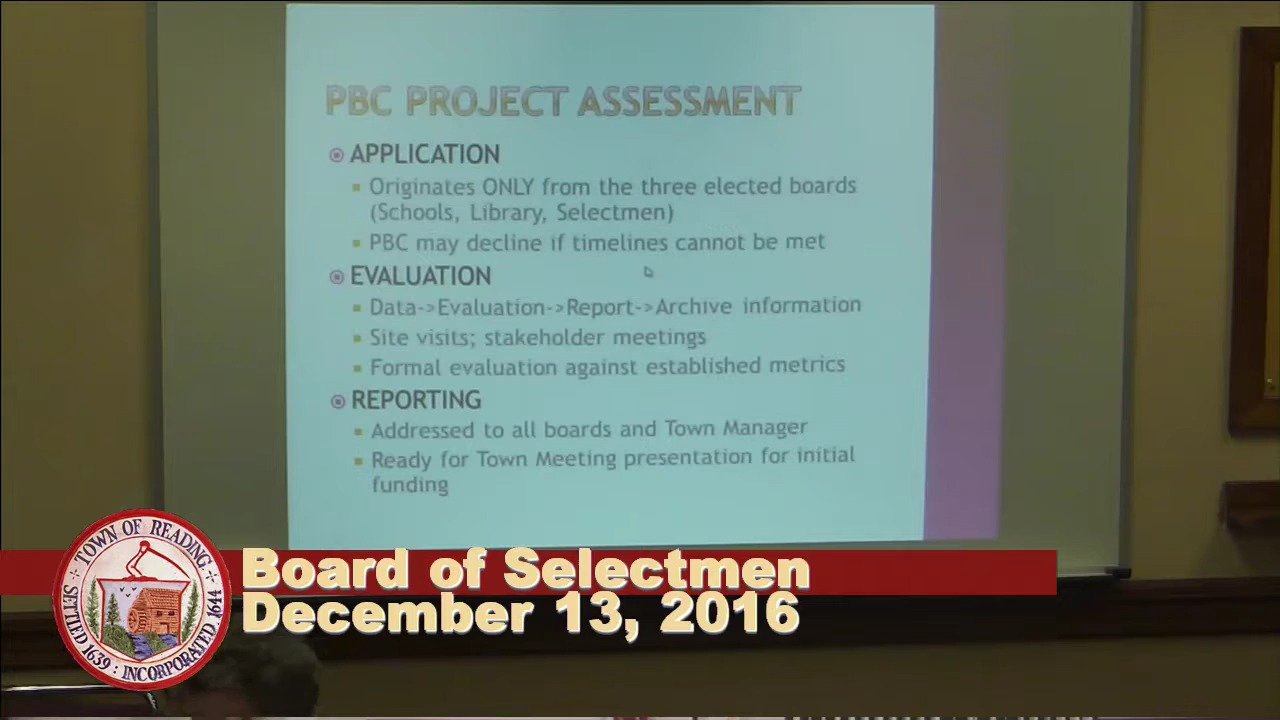 PBC PROJECT ASSESSMENT
APPLICATION
Originates ONLY from the three elected boards
(Schools, Library, Selectmen)
PBC may decline if timelines cannot be met
EVALUATION
Data->Evaluation->Report->Archive information
Site visits; stakeholder meetings
Formal evaluation against established metrics
REPORTING
Addressed to all boards and Town Manager
Ready for Town Meeting presentation for initial
funding
TOWN OF READING
SETTLED 1639 : INCORPORATED 1644
Board of Selectmen
December 13, 2016